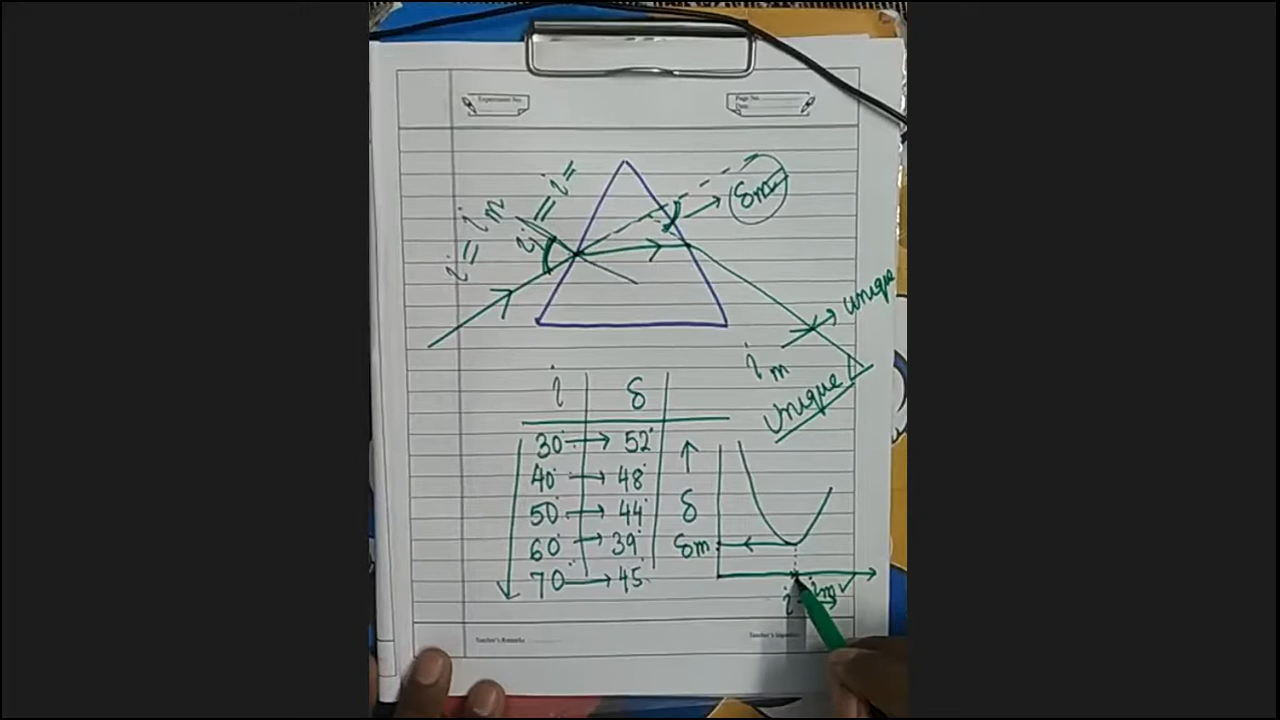 Experiment No.
Page No.
Date
δm
i = im
i = i =
unique
im
unique
i δ
30° → 52°
40° → 48°
50° → 44°
60° → 39°
70° → 45
δ
δm
i im
Teacher's Remarks
Teacher's Signature